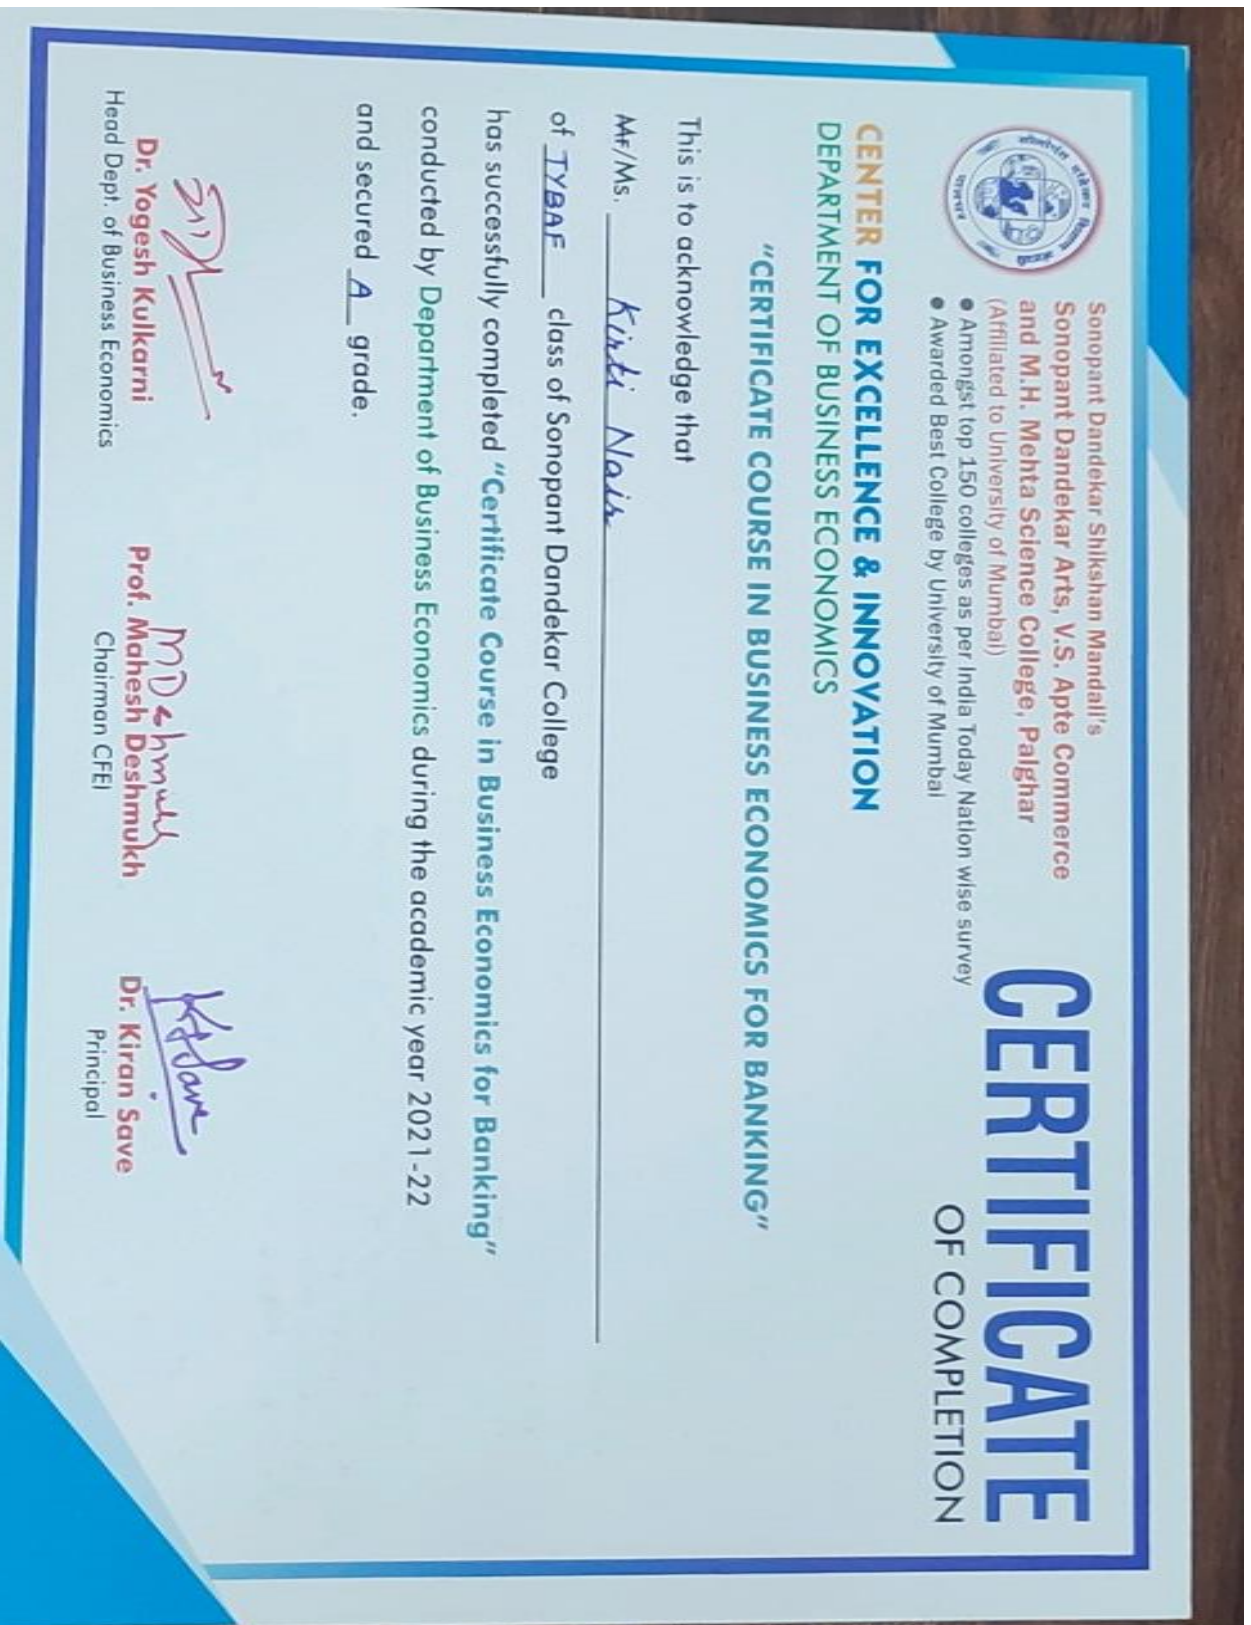 Sonopant Dandekar Shikshan Mandali's
Sonopant Dandekar Arts, V.S. Apte Commerce
and M.H. Mehta Science College, Palghar
(Affiliated to University of Mumbai)
• Amongst top 150 colleges as per India Today Nation wise survey
• Awarded Best College by University of Mumbai
CERTIFICATE
OF COMPLETION
CENTER FOR EXCELLENCE & INNOVATION
DEPARTMENT OF BUSINESS ECONOMICS
"CERTIFICATE COURSE IN BUSINESS ECONOMICS FOR BANKING"
This is to acknowledge that
Mr/Ms. Kirti Nair
of TYBAF class of Sonopant Dandekar College
has successfully completed "Certificate Course in Business Economics for Banking"
conducted by Department of Business Economics during the academic year 2021-22
and secured A grade.
Dr. Yogesh Kulkarni
Head Dept. of Business Economics
MDeshmukh
Prof. Mahesh Deshmukh
Chairman CFEI
KJSave
Dr. Kiran Save
Principal